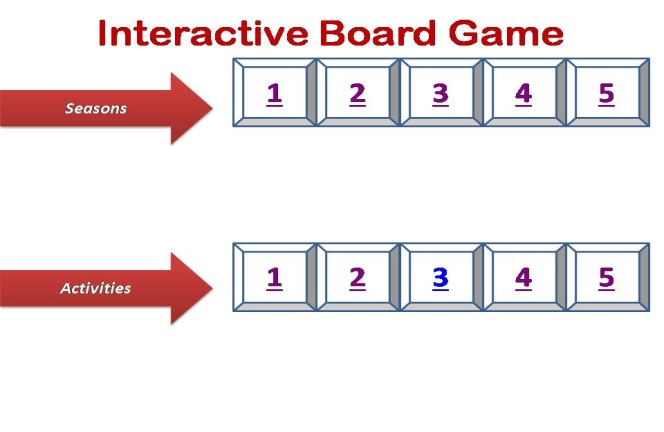 Interactive Board Game
Seasons 1 2 3 4 5
Activities 1 2 3 4 5